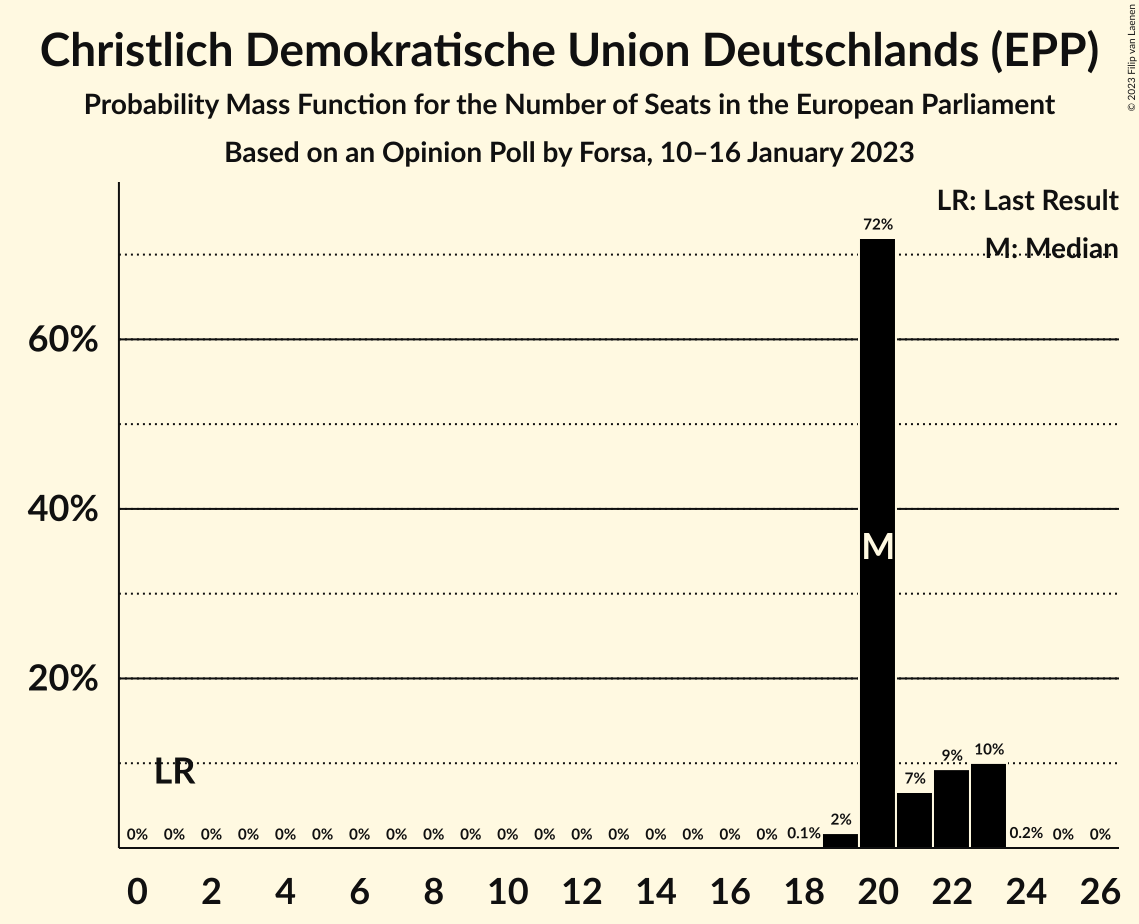 Christlich Demokratische Union Deutschlands (EPP)
Probability Mass Function for the Number of Seats in the European Parliament
Based on an Opinion Poll by Forsa, 10–16 January 2023
© 2023 Filip van Laenen
LR: Last Result
M: Median
72%
60%
40%
M
20%
LR
0% 0% 0% 0% 0% 0% 0% 0% 0% 0% 0% 0% 0% 0% 0% 0% 0% 0% 0.1% 2% 7% 9% 10% 0.2% 0% 0%
0 2 4 6 8 10 12 14 16 18 20 22 24 26